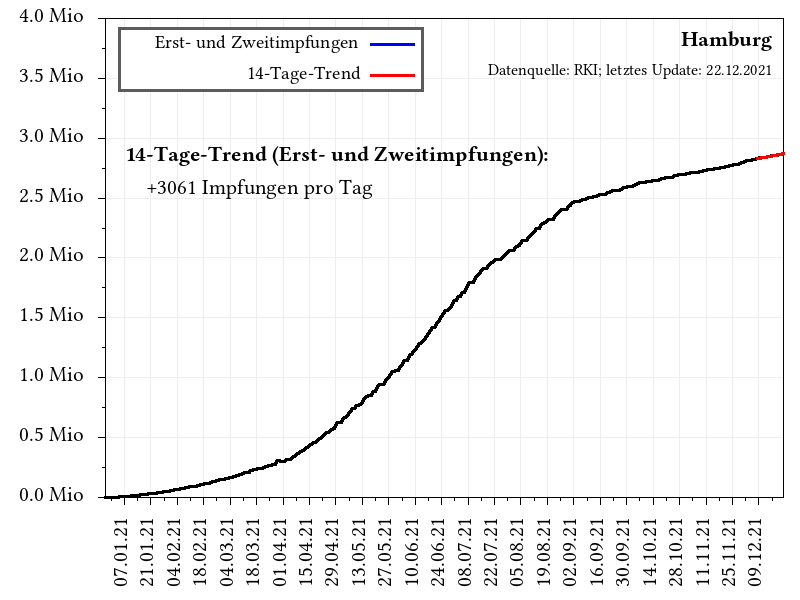 4.0 Mio
3.5 Mio
3.0 Mio
2.5 Mio
2.0 Mio
1.5 Mio
1.0 Mio
0.5 Mio
0.0 Mio
Erst- und Zweitimpfungen
14-Tage-Trend
Hamburg
Datenquelle: RKI; letztes Update: 22.12.2021
14-Tage-Trend (Erst- und Zweitimpfungen):
+3061 Impfungen pro Tag
07.01.21
21.01.21
04.02.21
18.02.21
04.03.21
18.03.21
01.04.21
15.04.21
29.04.21
13.05.21
27.05.21
10.06.21
24.06.21
08.07.21
22.07.21
05.08.21
19.08.21
02.09.21
16.09.21
30.09.21
14.10.21
28.10.21
11.11.21
25.11.21
09.12.21